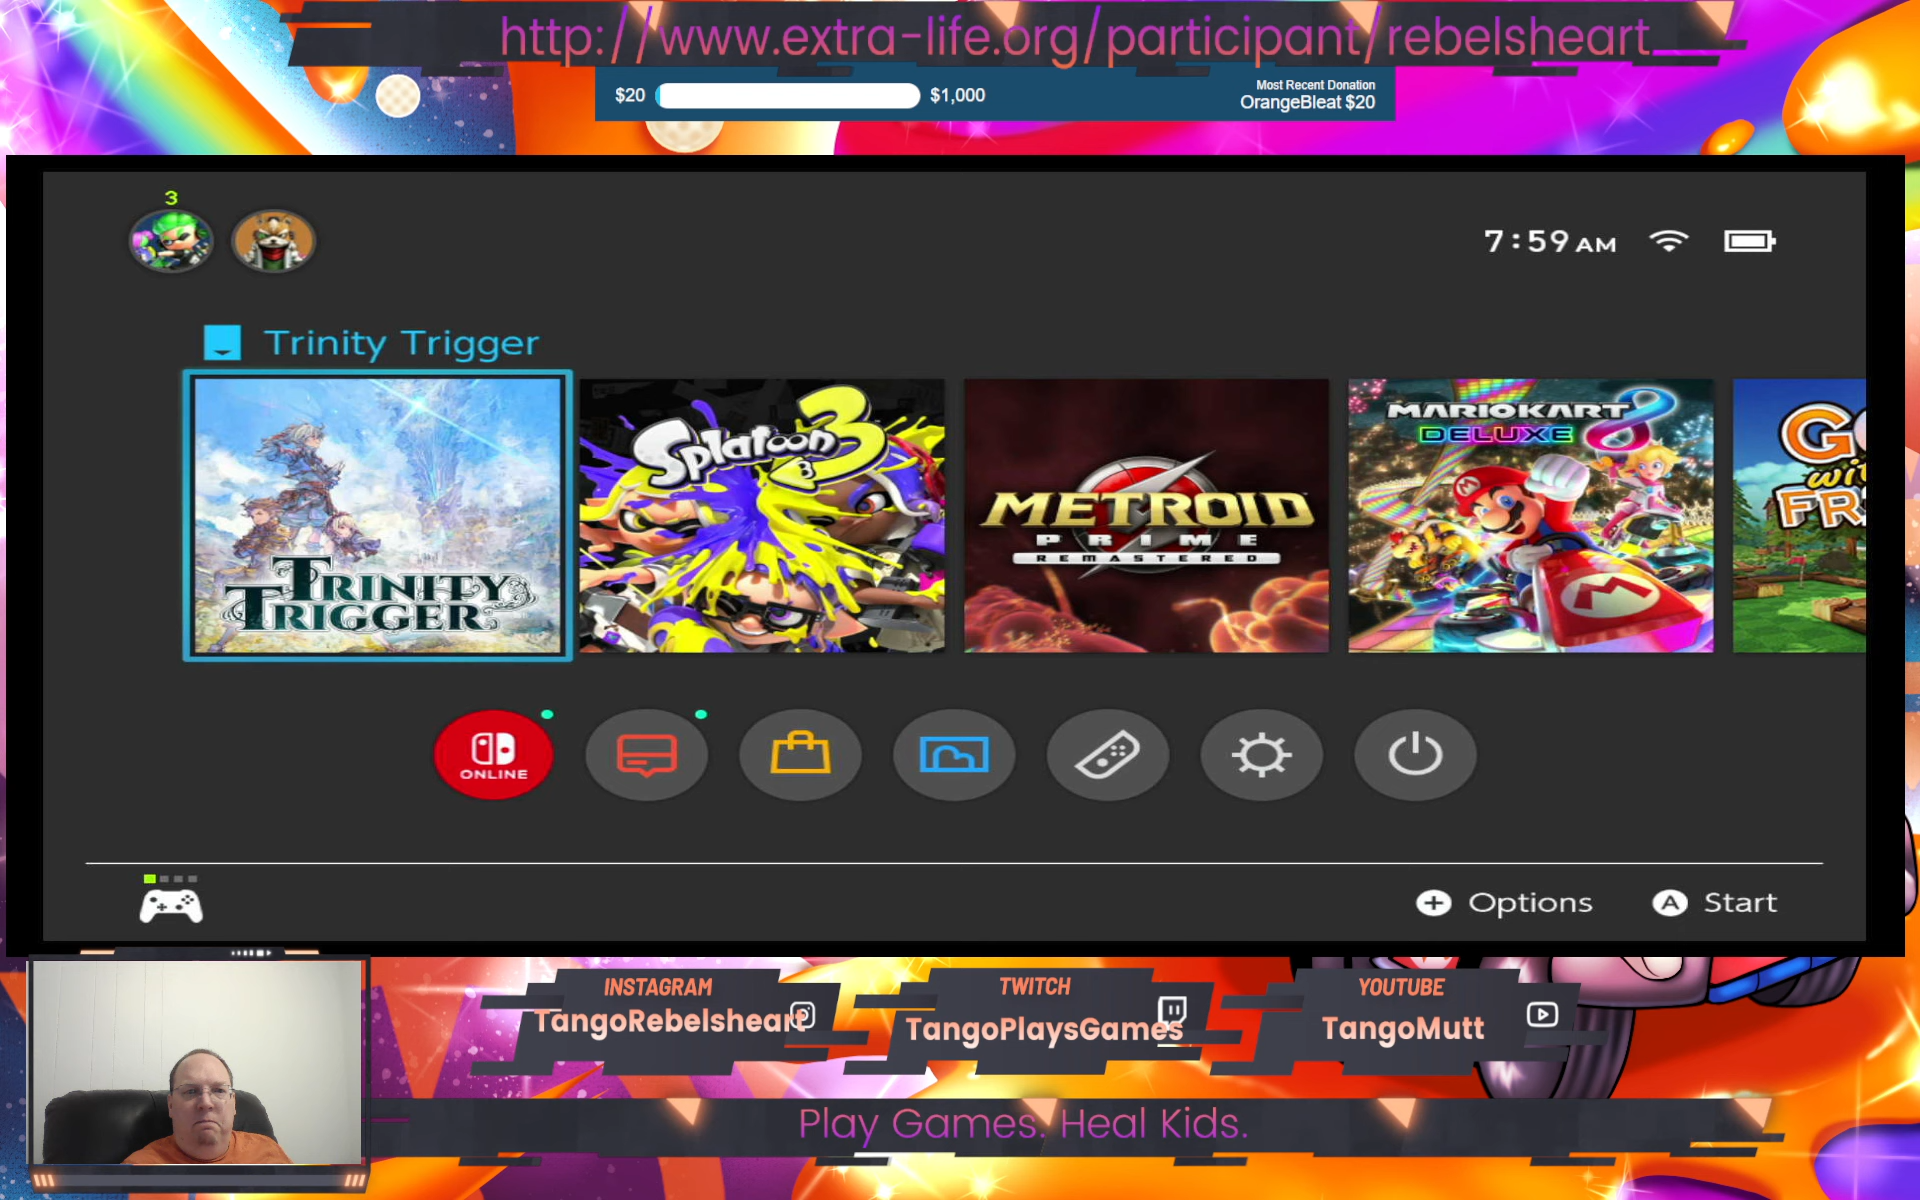 http://www.extra-life.org/participant/rebelsheart
$20
$1,000
Most Recent Donation
OrangeBleat $20
3
7:59 AM
Trinity Trigger
TRINITY TRIGGER
Splatoon 3
METROID
PRIME
REMASTERED
MARIOKART 8
DELUXE
ONLINE
+ Options
A Start
INSTAGRAM
TangoRebelsheart
TWITCH
TangoPlaysGames
YOUTUBE
TangoMutt
Play Games. Heal Kids.